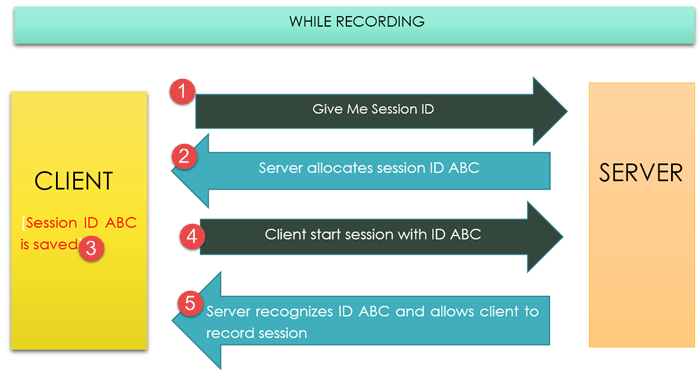 WHILE RECORDING
1
Give Me Session ID
2
Server allocates session ID ABC
CLIENT
SERVER
{Session ID ABC
is saved
3
4
Client start session with ID ABC
5
Server recognizes ID ABC and allows client to
record session